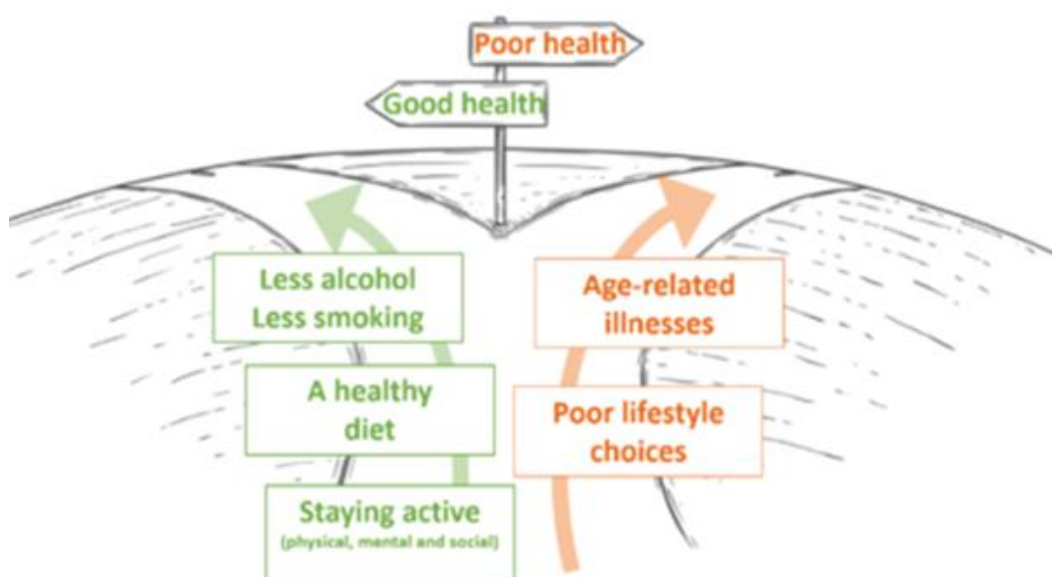 Poor health
Good health
Less alcohol
Less smoking
A healthy
diet
Staying active
(physical, mental and social)
Age-related
illnesses
Poor lifestyle
choices